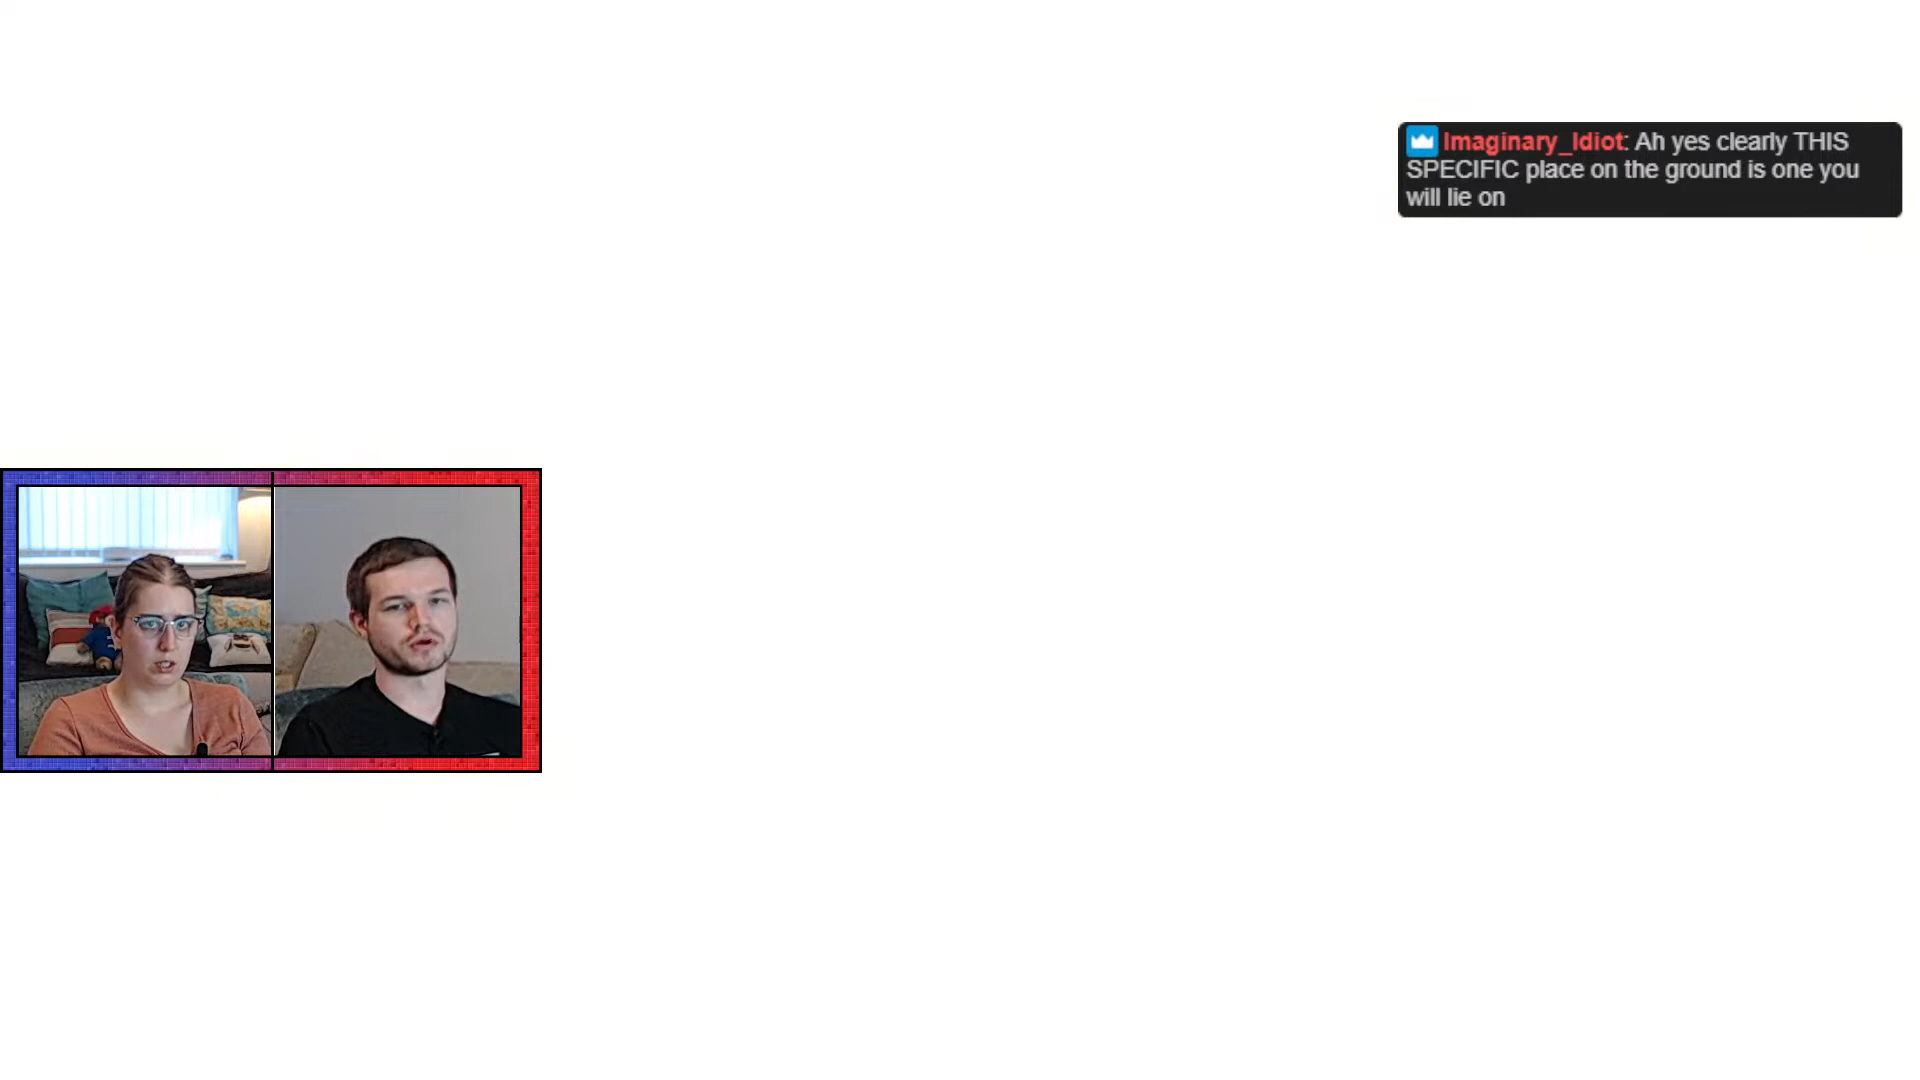 Imaginary_Idiot: Ah yes clearly THIS
SPECIFIC place on the ground is one you
will lie on